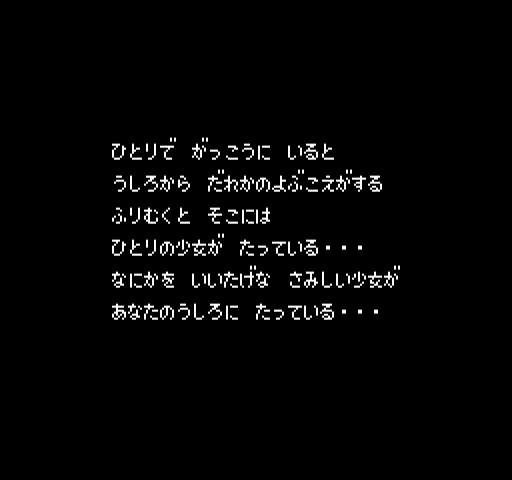 ひとりで　がっこうに　いると
うしろから　だれかのよぶこえがする
ふりむくと　そこには
ひとりの少女が　たっている・・・
なにかを　いいたげな　さみしい少女が
あなたのうしろに　たっている・・・